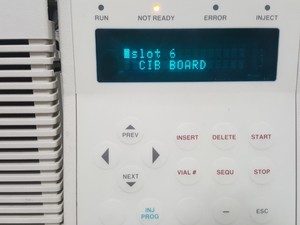 RUN NOT READY ERROR INJECT
slot 6
CIB BOARD
PREV
INSERT DELETE START
NEXT
VIAL # SEQU STOP
INJ
PROG
— ESC